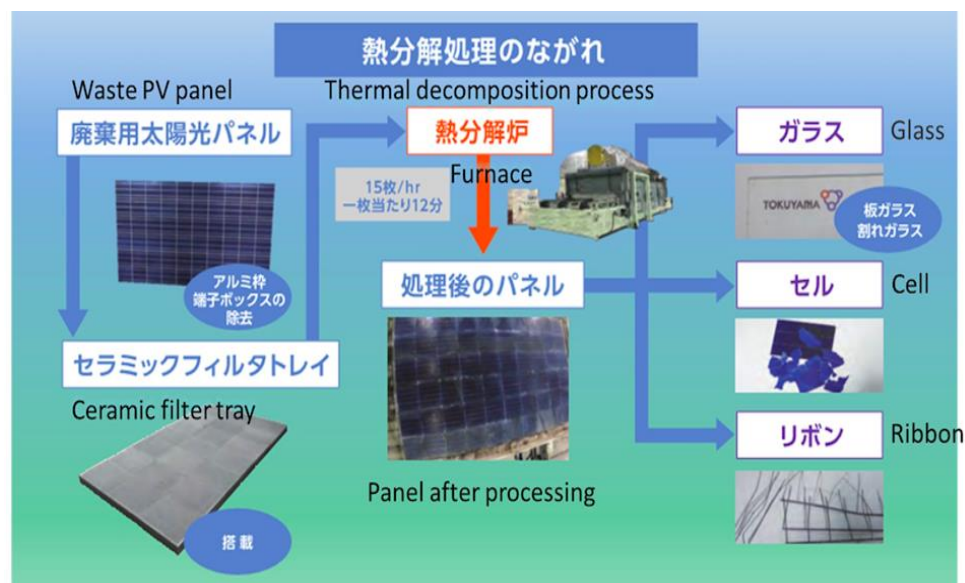 熱分解処理のながれ
Waste PV panel
廃棄用太陽光パネル
アルミ枠
端子ボックスの
除去
セラミックフィルタトレイ
Ceramic filter tray
搭載
Thermal decomposition process
熱分解炉
Furnace
15枚/hr
一枚当たり12分
処理後のパネル
Panel after processing
ガラス
Glass
TOKUYAMA
板ガラス
割れガラス
セル
Cell
リボン
Ribbon